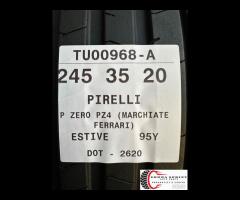 TU00968-A
245 35 20
PIRELLI
P ZERO PZ4 (MARCHIATE
FERRARI)
ESTIVE 95Y
DOT - 2620